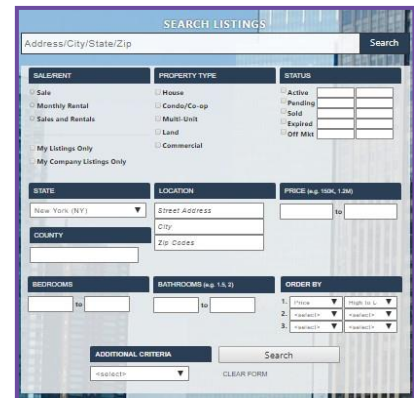 SEARCH LISTINGS
Address/City/State/Zip
Search
SALE/RENT
Sale
Monthly Rental
Sales and Rentals
My Listings Only
My Company Listings Only
PROPERTY TYPE
House
Condo/Co-op
Multi-Unit
Land
Commercial
STATUS
Active
Pending
Sold
Expired
Off Mkt
STATE
New York (NY)
COUNTY
LOCATION
Street Address
City
Zip Codes
PRICE (e.g. 150K, 1.2M)
to
BEDROOMS
to
BATHROOMS (e.g. 1.5, 2)
to
ORDER BY
1. Price High to L
2. <select> <select>
3. <select> <select>
ADDITIONAL CRITERIA
<select>
Search
CLEAR FORM